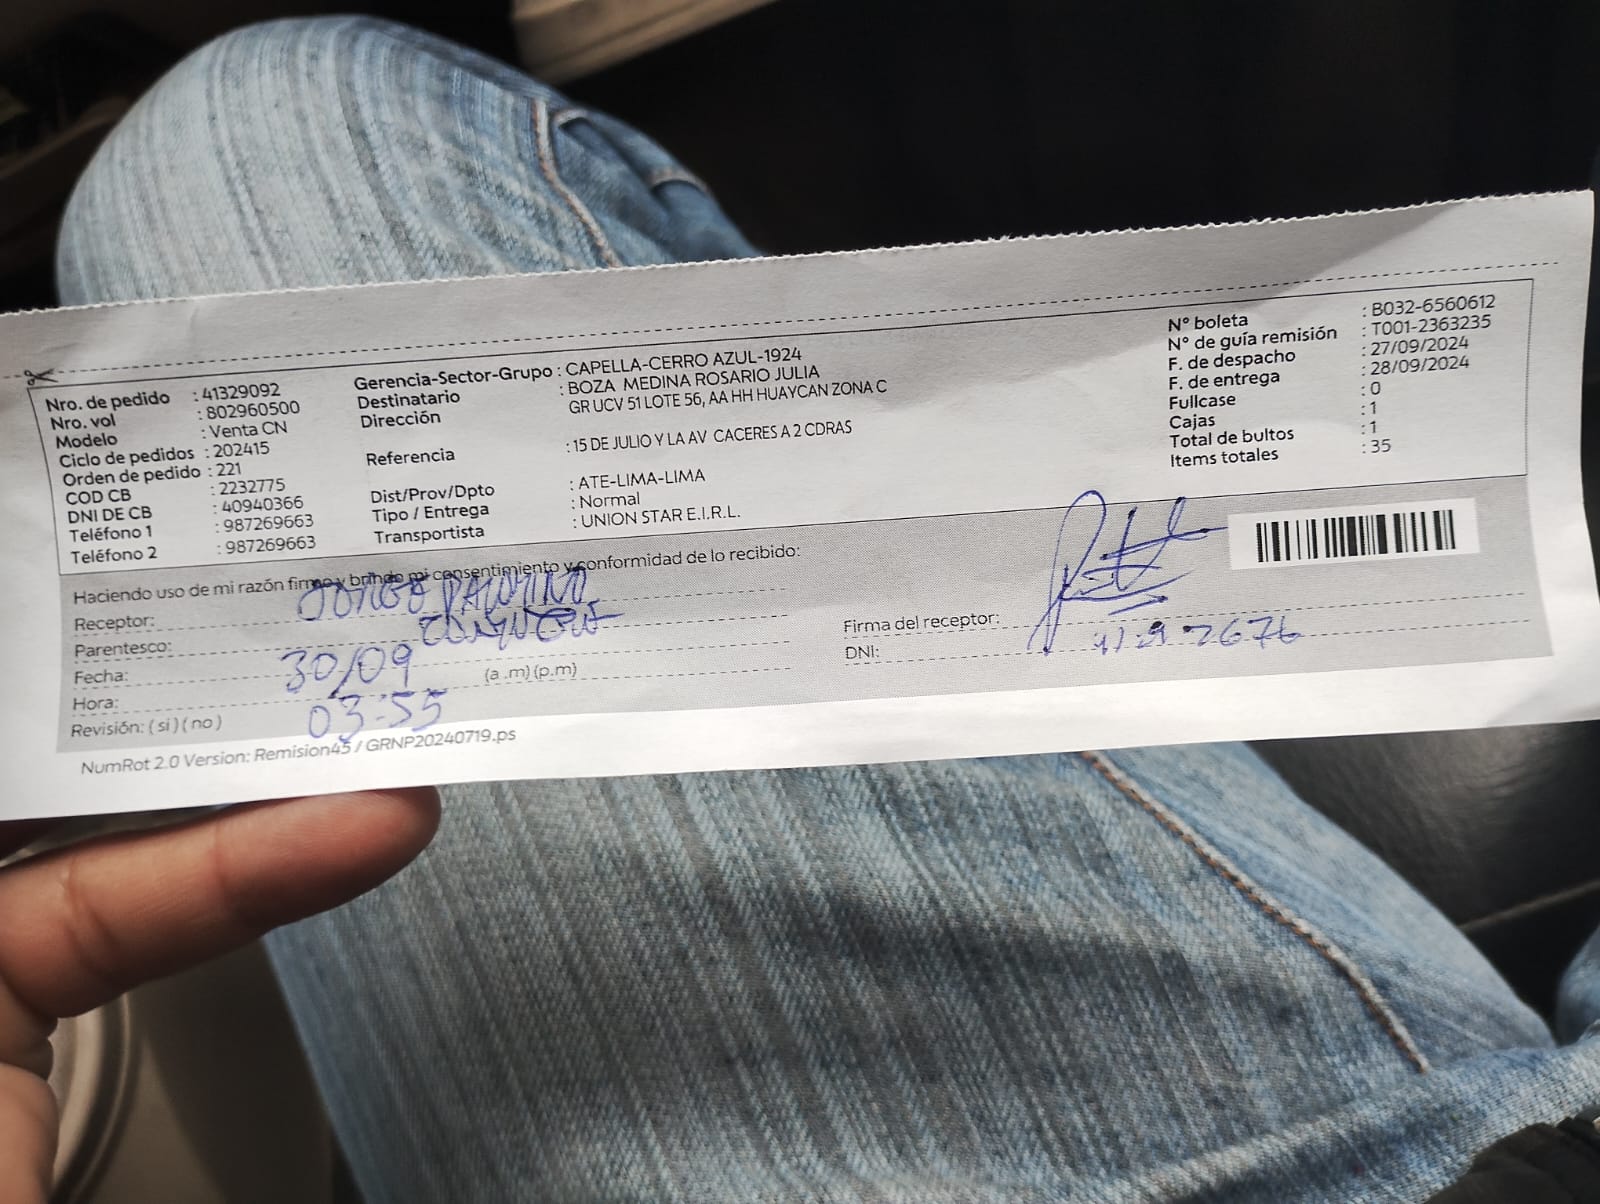 Nro. de pedido : 41329092
Nro. vol : 802960500
Modelo : Venta CN
Ciclo de pedidos : 202415
Orden de pedido : 221
COD CB : 2232775
DNI DE CB : 40940366
Teléfono 1 : 987269663
Teléfono 2 : 987269663
Gerencia-Sector-Grupo : CAPELLA-CERRO AZUL-1924
Destinatario : BOZA MEDINA ROSARIO JULIA
Dirección GR UCV 51 LOTE 56, AA HH HUAYCAN ZONA C
Referencia : 15 DE JULIO Y LA AV CACERES A 2 CDRAS
Dist/Prov/Dpto : ATE-LIMA-LIMA
Tipo / Entrega : Normal
Transportista : UNION STAR E.I.R.L.
N° boleta : B032-6560612
N° de guía remisión : T001-2363235
F. de despacho : 27/09/2024
F. de entrega : 28/09/2024
Fullcase : 0
Cajas : 1
Total de bultos : 1
Items totales : 35
Haciendo uso de mi razón firmo y brindo mi consentimiento y conformidad de lo recibido:
Receptor:
Parentesco:
Fecha: 30/09
Hora: 03:55 (a .m) (p.m)
Revisión: ( si ) ( no )
Firma del receptor:
DNI:
NumRot 2.0 Version: Remision45 / GRNP20240719.ps